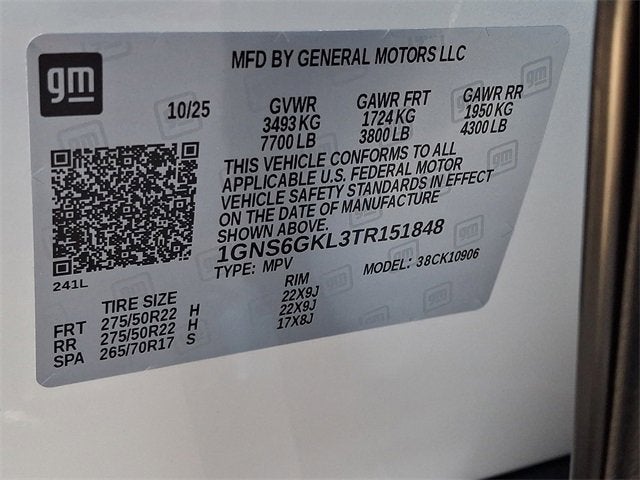 gm
MFD BY GENERAL MOTORS LLC
10/25
GVWR GAWR FRT GAWR RR
3493 KG 1724 KG 1950 KG
7700 LB 3800 LB 4300 LB
THIS VEHICLE CONFORMS TO ALL
APPLICABLE U.S. FEDERAL MOTOR
VEHICLE SAFETY STANDARDS IN EFFECT
ON THE DATE OF MANUFACTURE
SHOWN ABOVE.
1GNS6GKL3TR151848
TYPE: MPV MODEL: 38CK10906
241L
TIRE SIZE RIM
FRT 275/50R22 H 22X9J
RR 275/50R22 H 22X9J
SPA 265/70R17 S 17X8J